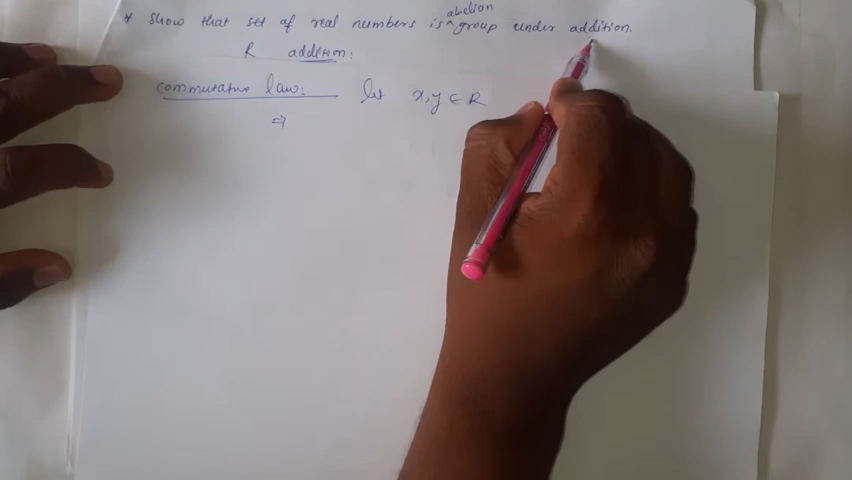 * Show that set of real numbers is ^ abelian group under addition.
R addition:
commutative law: let x, y ∈ R
⇒